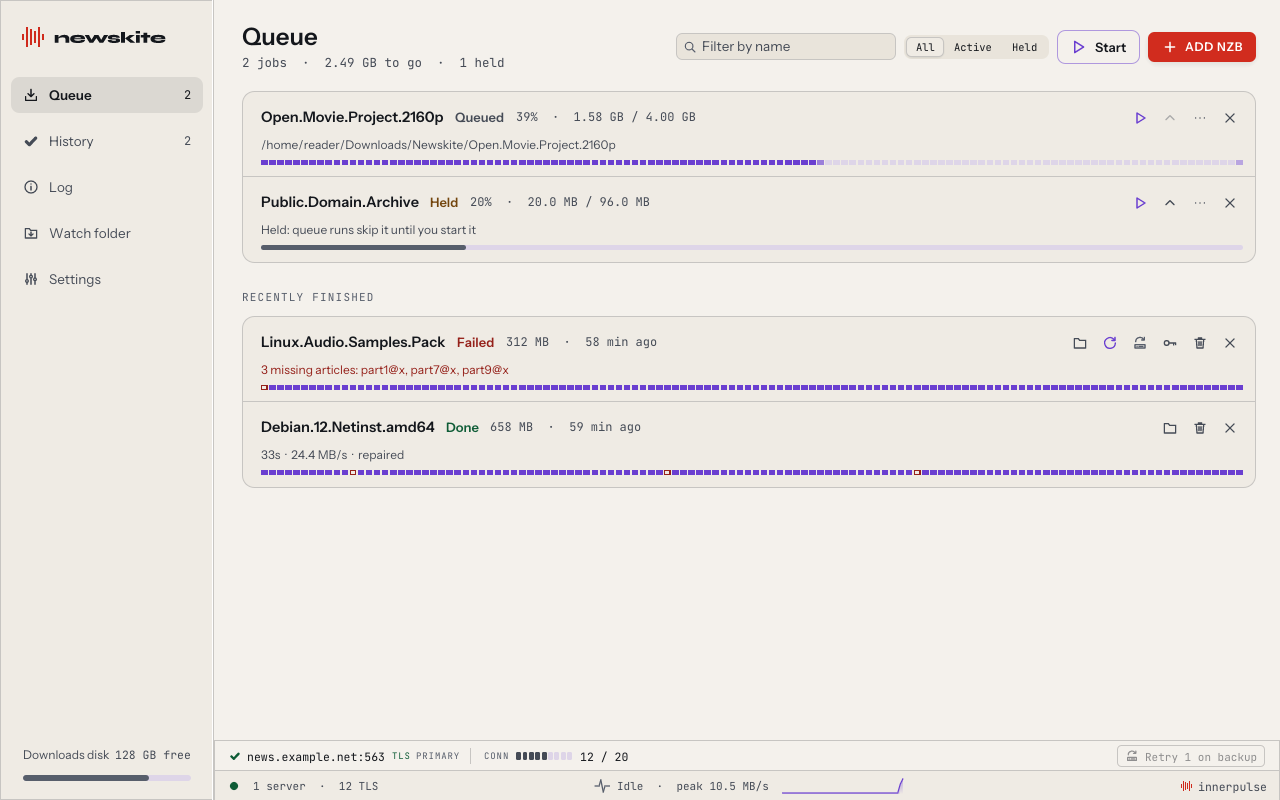 newskite
Queue 2
History 2
Log
Watch folder
Settings
Downloads disk 128 GB free
Queue
2 jobs · 2.49 GB to go · 1 held
Filter by name
All Active Held
Start
ADD NZB
Open.Movie.Project.2160p Queued 39% · 1.58 GB / 4.00 GB
/home/reader/Downloads/Newskite/Open.Movie.Project.2160p
Public.Domain.Archive Held 20% · 20.0 MB / 96.0 MB
Held: queue runs skip it until you start it
RECENTLY FINISHED
Linux.Audio.Samples.Pack Failed 312 MB · 58 min ago
3 missing articles: part1@x, part7@x, part9@x
Debian.12.Netinst.amd64 Done 658 MB · 59 min ago
33s · 24.4 MB/s · repaired
news.example.net:563 TLS PRIMARY CONN 12 / 20 Retry 1 on backup
1 server · 12 TLS Idle · peak 10.5 MB/s innerpulse